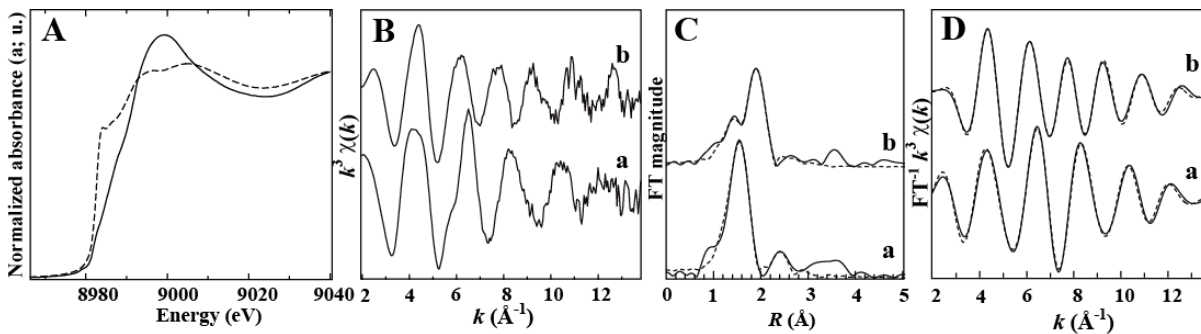 A
Normalized absorbance (a; u.)
8980 9000 9020 9040
Energy (eV)
B
b
a
k³ χ(k)
2 4 6 8 10 12
k (Å⁻¹)
C
b
a
FT magnitude
0 1 2 3 4 5
R (Å)
D
b
a
FT⁻¹ k³ χ(k)
2 4 6 8 10 12
k (Å⁻¹)